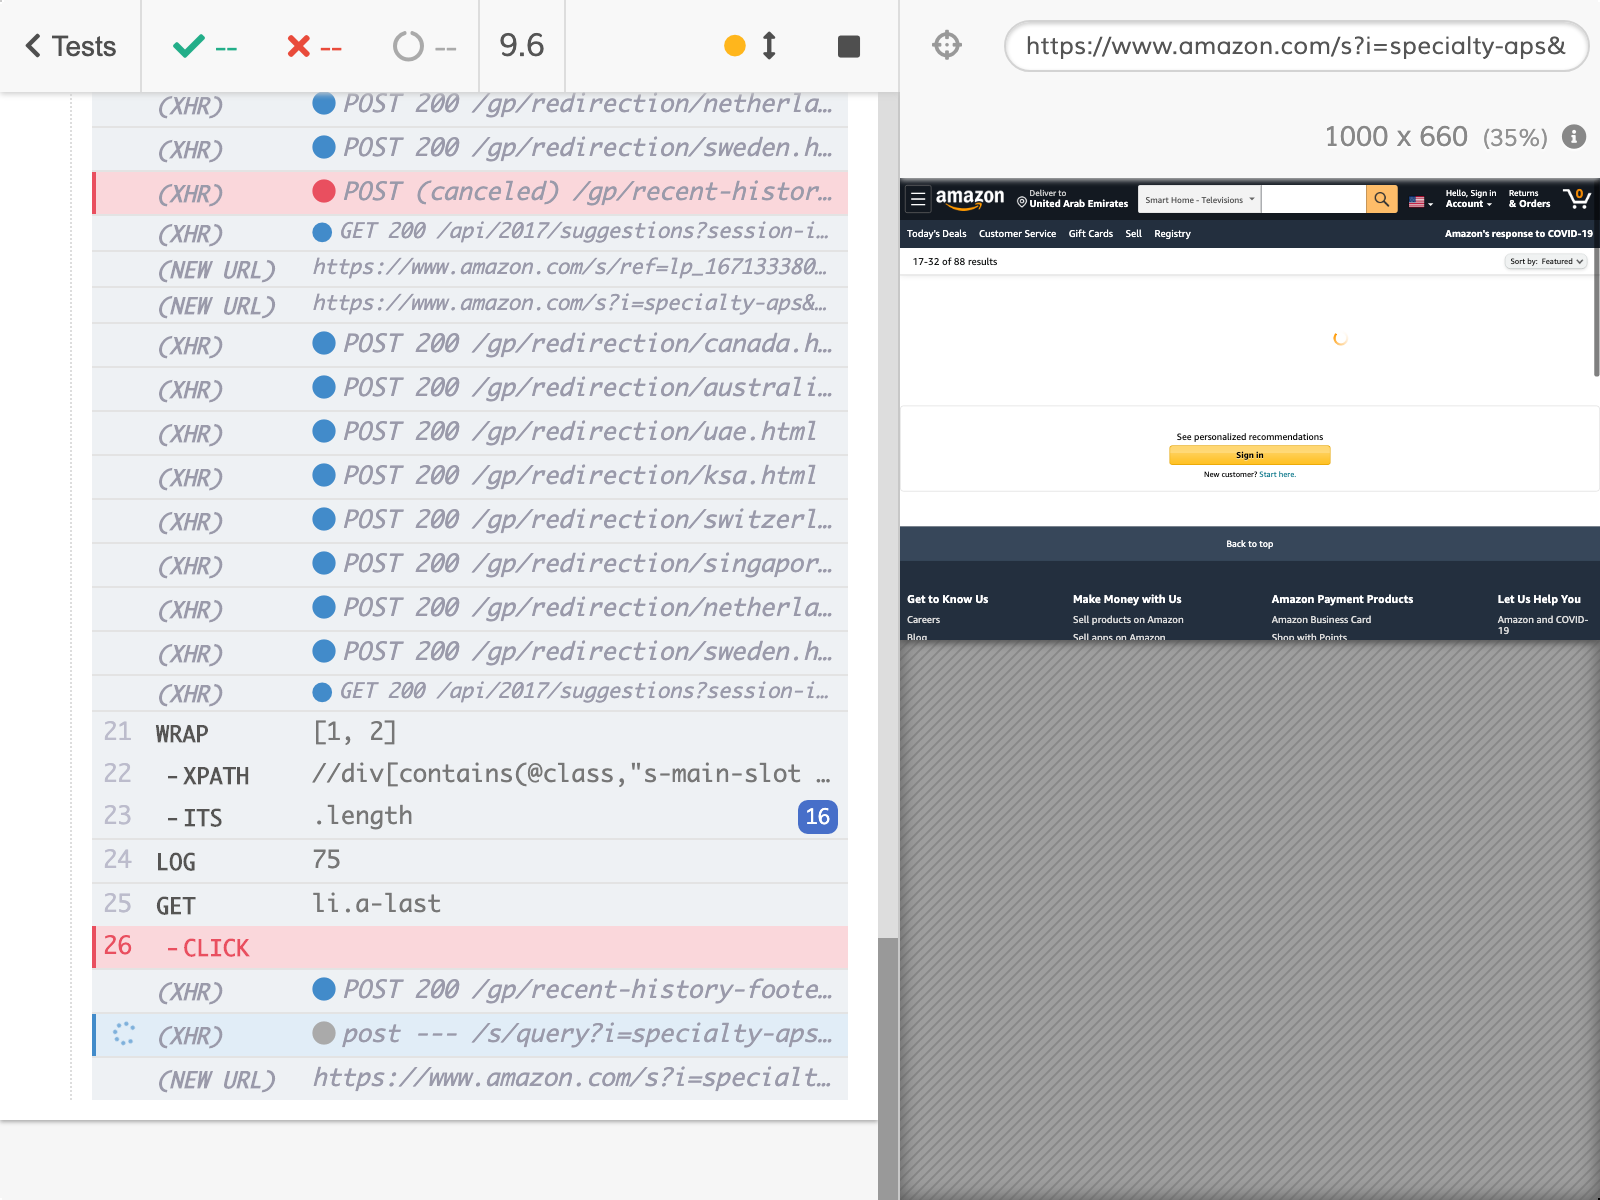 Tests
--
--
--
9.6
https://www.amazon.com/s?i=specialty-aps&
1000 x 660 (35%)
(XHR) POST 200 /gp/redirection/netherla…
(XHR) POST 200 /gp/redirection/sweden.h…
(XHR) POST (canceled) /gp/recent-histor…
(XHR) GET 200 /api/2017/suggestions?session-i…
(NEW URL) https://www.amazon.com/s/ref=lp_167133380…
(NEW URL) https://www.amazon.com/s?i=specialty-aps&…
(XHR) POST 200 /gp/redirection/canada.h…
(XHR) POST 200 /gp/redirection/australi…
(XHR) POST 200 /gp/redirection/uae.html
(XHR) POST 200 /gp/redirection/ksa.html
(XHR) POST 200 /gp/redirection/switzerl…
(XHR) POST 200 /gp/redirection/singapor…
(XHR) POST 200 /gp/redirection/netherla…
(XHR) POST 200 /gp/redirection/sweden.h…
(XHR) GET 200 /api/2017/suggestions?session-i…
21 WRAP [1, 2]
22 -XPATH //div[contains(@class,"s-main-slot …
23 -ITS .length 16
24 LOG 75
25 GET li.a-last
26 -CLICK
(XHR) POST 200 /gp/recent-history-foote…
(XHR) post --- /s/query?i=specialty-aps…
(NEW URL) https://www.amazon.com/s?i=specialt…
amazon
Deliver to
United Arab Emirates
Smart Home - Televisions
Hello, Sign in
Account
Returns
& Orders
0
Today's Deals Customer Service Gift Cards Sell Registry
Amazon's response to COVID-19
17-32 of 88 results
Sort by: Featured
See personalized recommendations
Sign in
New customer? Start here.
Back to top
Get to Know Us
Careers
Blog
Make Money with Us
Sell products on Amazon
Sell apps on Amazon
Amazon Payment Products
Amazon Business Card
Shop with Points
Let Us Help You
Amazon and COVID-
19